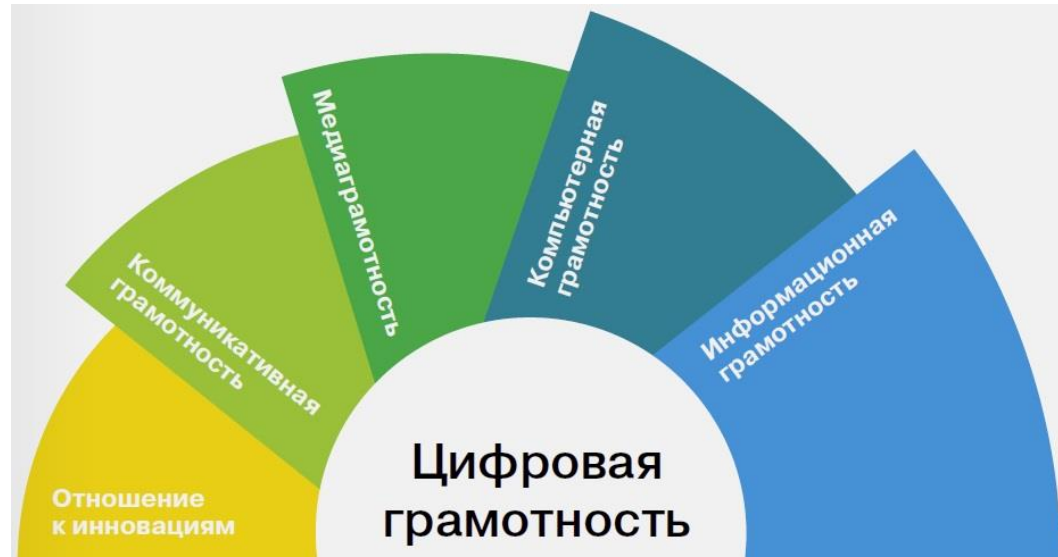 Отношение
к инновациям
Коммуникативная
грамотность
Медиаграмотность
Компьютерная
грамотность
Информационная
грамотность
Цифровая
грамотность